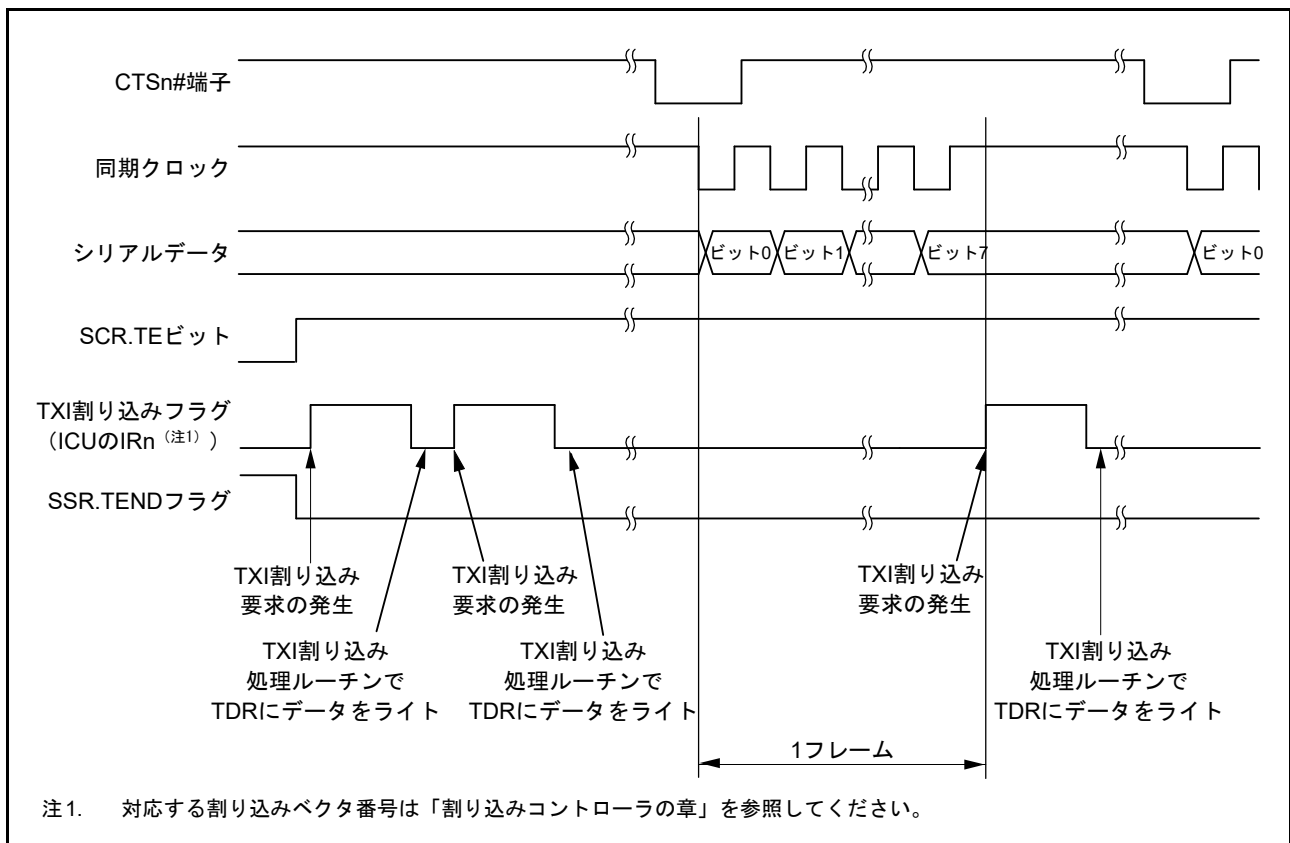 CTSn#端子
同期クロック
シリアルデータ
ビット0
ビット1
ビット7
ビット0
SCR.TEビット
TXI割り込みフラグ
（ICUのIRn（注1））
SSR.TENDフラグ
TXI割り込み
要求の発生
TXI割り込み
要求の発生
TXI割り込み
要求の発生
TXI割り込み
処理ルーチンで
TDRにデータをライト
TXI割り込み
処理ルーチンで
TDRにデータをライト
TXI割り込み
処理ルーチンで
TDRにデータをライト
1フレーム
注1. 対応する割り込みベクタ番号は「割り込みコントローラの章」を参照してください。